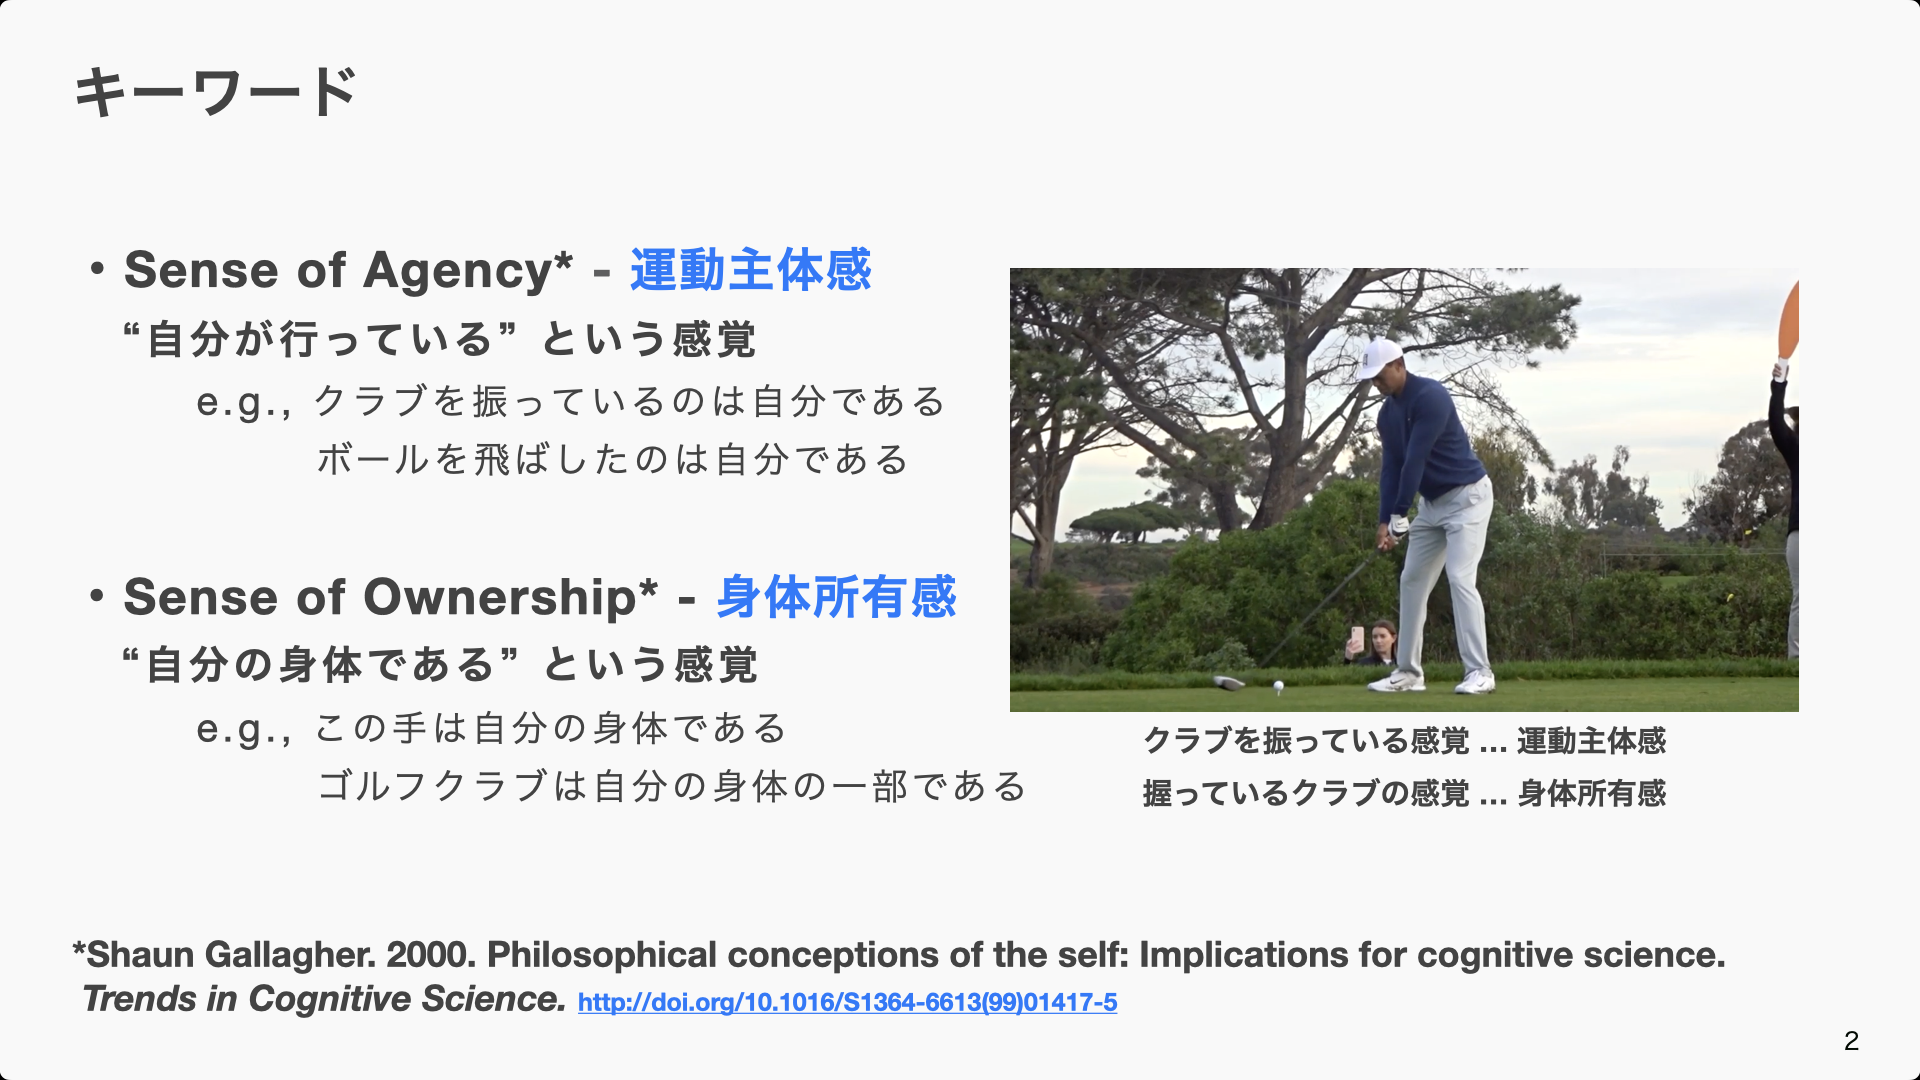 キーワード
• Sense of Agency* - 運動主体感
“自分が行っている” という感覚
e.g., クラブを振っているのは自分である
ボールを飛ばしたのは自分である
• Sense of Ownership* - 身体所有感
“自分の身体である” という感覚
e.g., この手は自分の身体である
ゴルフクラブは自分の身体の一部である
クラブを振っている感覚 ... 運動主体感
握っているクラブの感覚 ... 身体所有感
*Shaun Gallagher. 2000. Philosophical conceptions of the self: Implications for cognitive science.
Trends in Cognitive Science. http://doi.org/10.1016/S1364-6613(99)01417-5
2